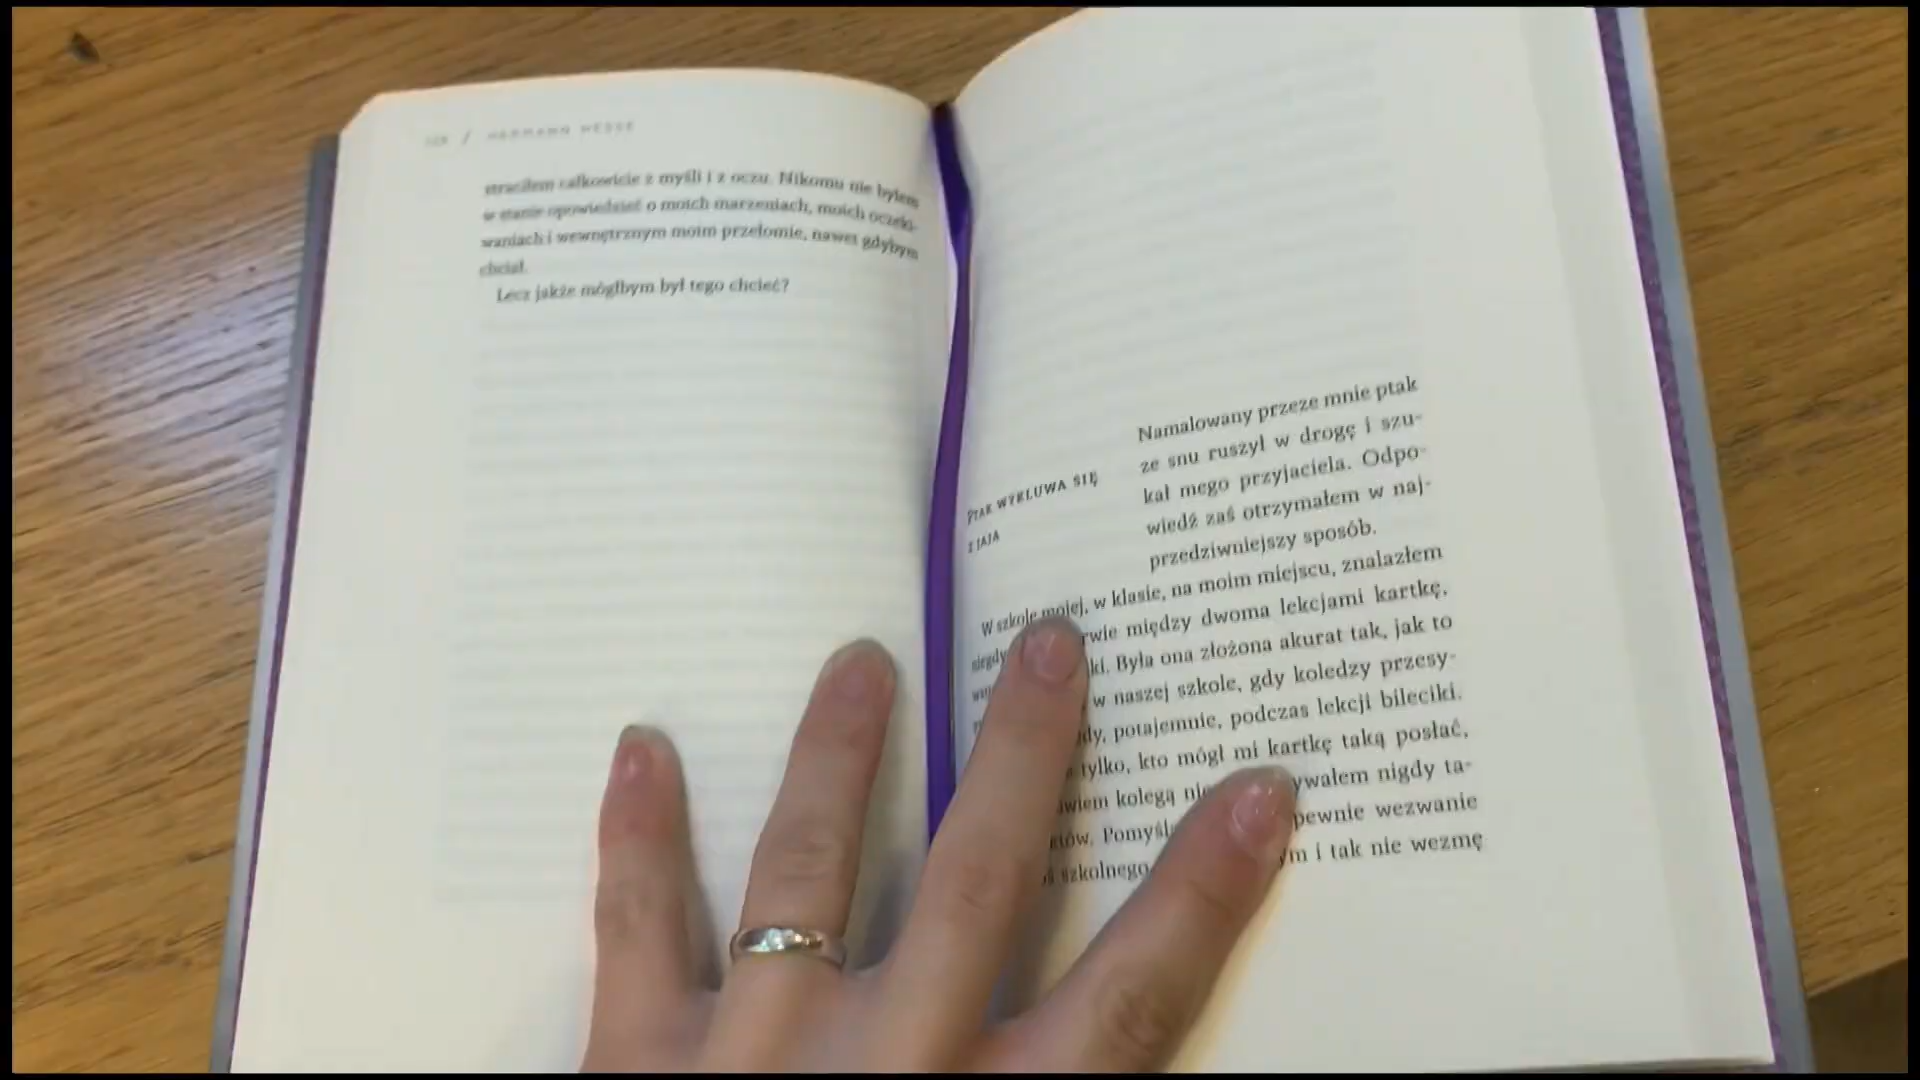 / HERMANN HESSE
straciłem całkowicie z myśli i z oczu. Nikomu nie byłem
w stanie opowiedzieć o moich marzeniach, moich oczeki-
waniach i wewnętrznym moim przełomie, nawet gdybym
chciał.
Lecz jakże mógłbym był tego chcieć?
PTAK WYKLUWA SIĘ
Z JAJA
Namalowany przeze mnie ptak
ze snu ruszył w drogę i szu-
kał mego przyjaciela. Odpo-
wiedź zaś otrzymałem w naj-
przedziwniejszy sposób.
W szkole mojej, w klasie, na moim miejscu, znalazłem
między dwoma lekcjami kartkę,
Była ona złożona akurat tak, jak to
w naszej szkole, gdy koledzy przesy-
potajemnie, podczas lekcji bileciki.
tylko, kto mógł mi kartkę taką posłać,
kolegą nigdy ta-
pewnie wezwanie
szkolnego i tak nie wezmę